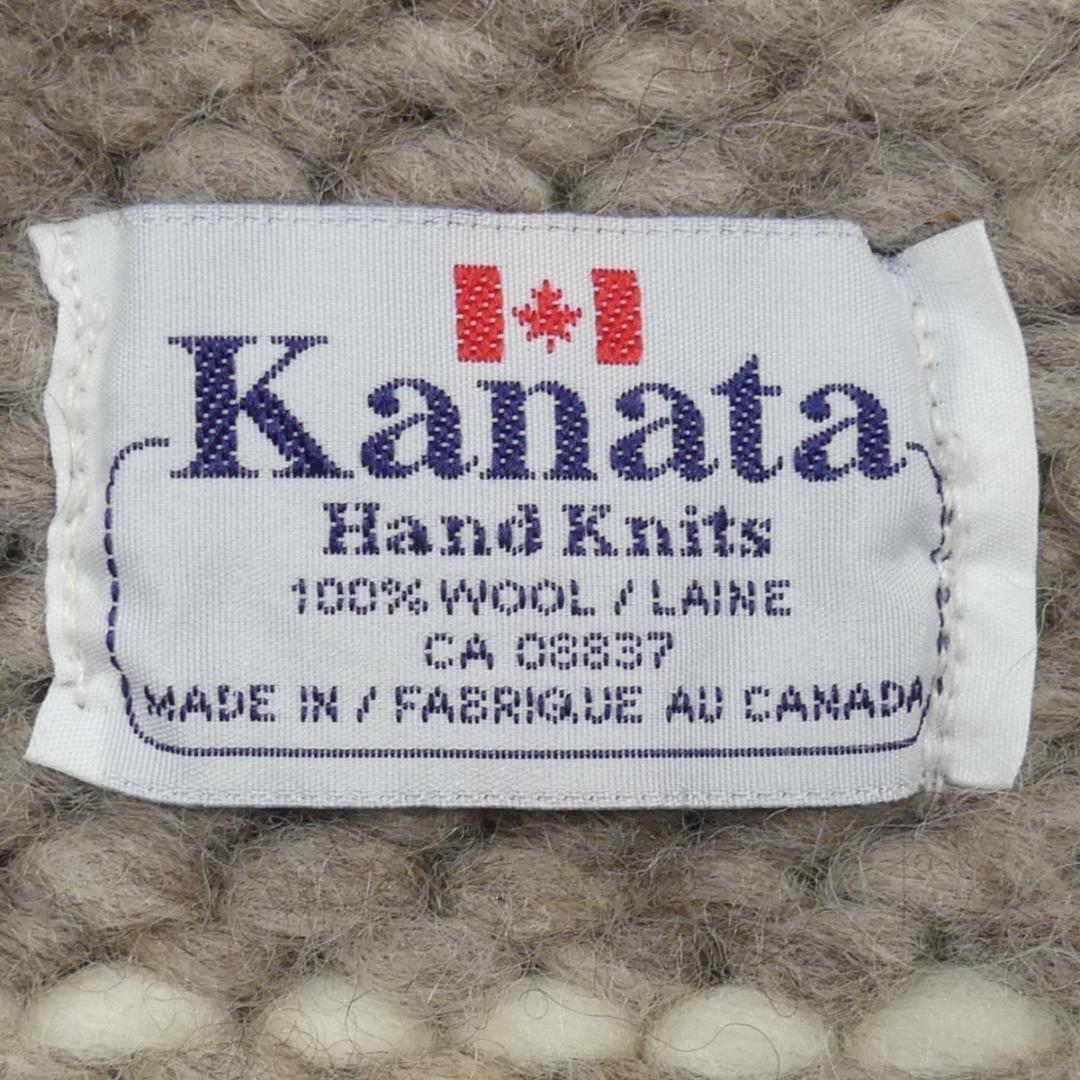 Kanata
Hand Knits
100% WOOL / LAINE
CA 08837
MADE IN / FABRIQUE AU CANADA